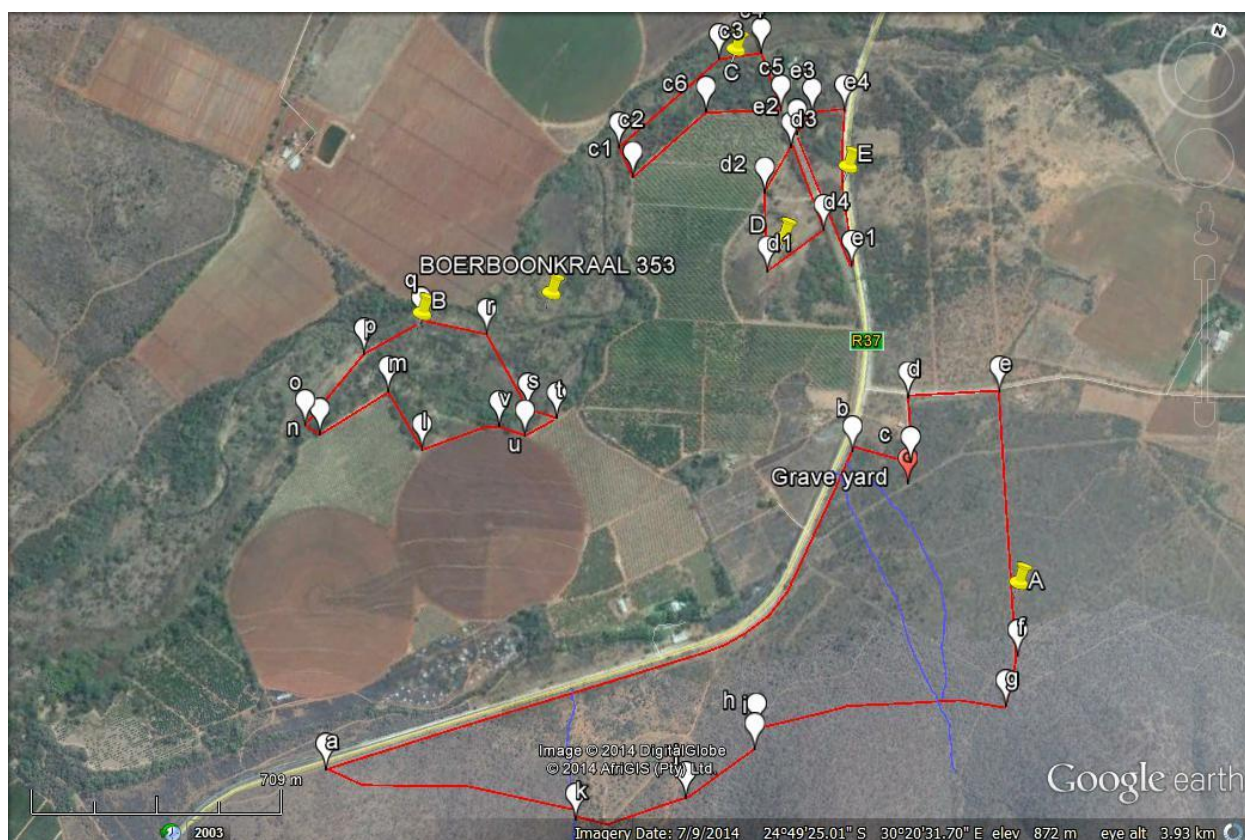 c4
c3
C
N
c6
c5
e3
e4
c2
e2
d3
c1
E
d2
d4
D
d1
e1
BOERBOONKRAAL 353
q
B
r
R37
p
m
d
e
o
s
t
n
l
v
b
u
c
Grave yard
A
f
g
h
i
a
Image © 2014 DigitalGlobe
© 2014 AfriGIS (Pty) Ltd.
709 m
k
Google earth
2003
Imagery Date: 7/9/2014 24°49'25.01" S 30°20'31.70" E elev 872 m eye alt 3.93 km